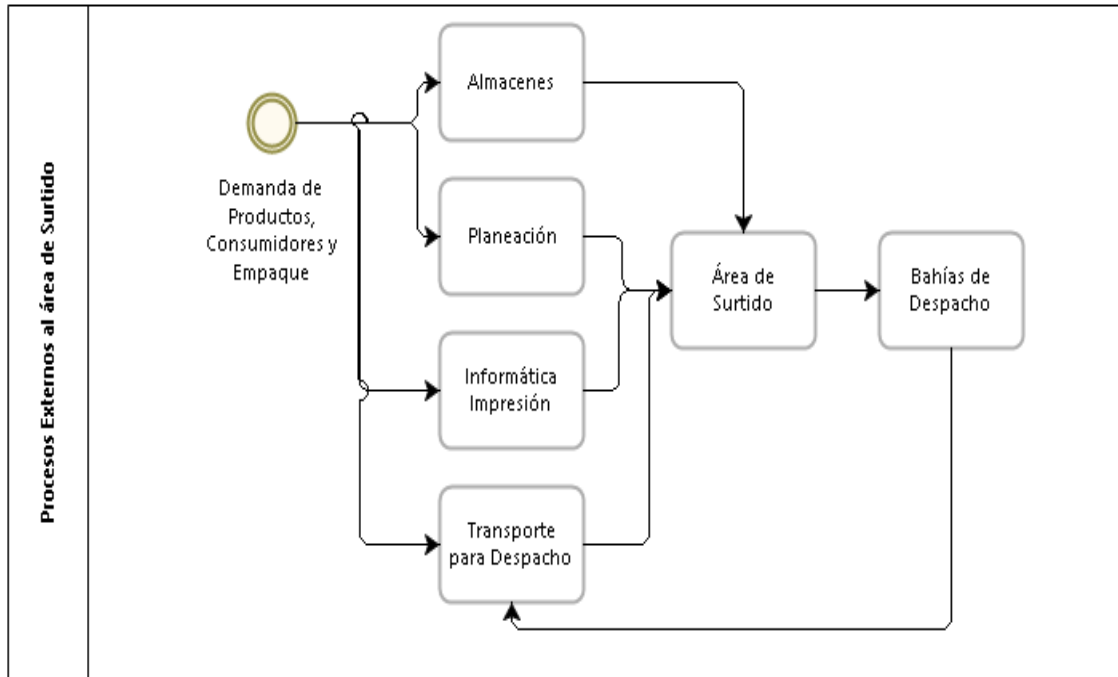 Procesos Externos al área de Surtido
Demanda de
Productos,
Consumidores y
Empaque
Almacenes
Planeación
Informática
Impresión
Transporte
para Despacho
Área de
Surtido
Bahías de
Despacho